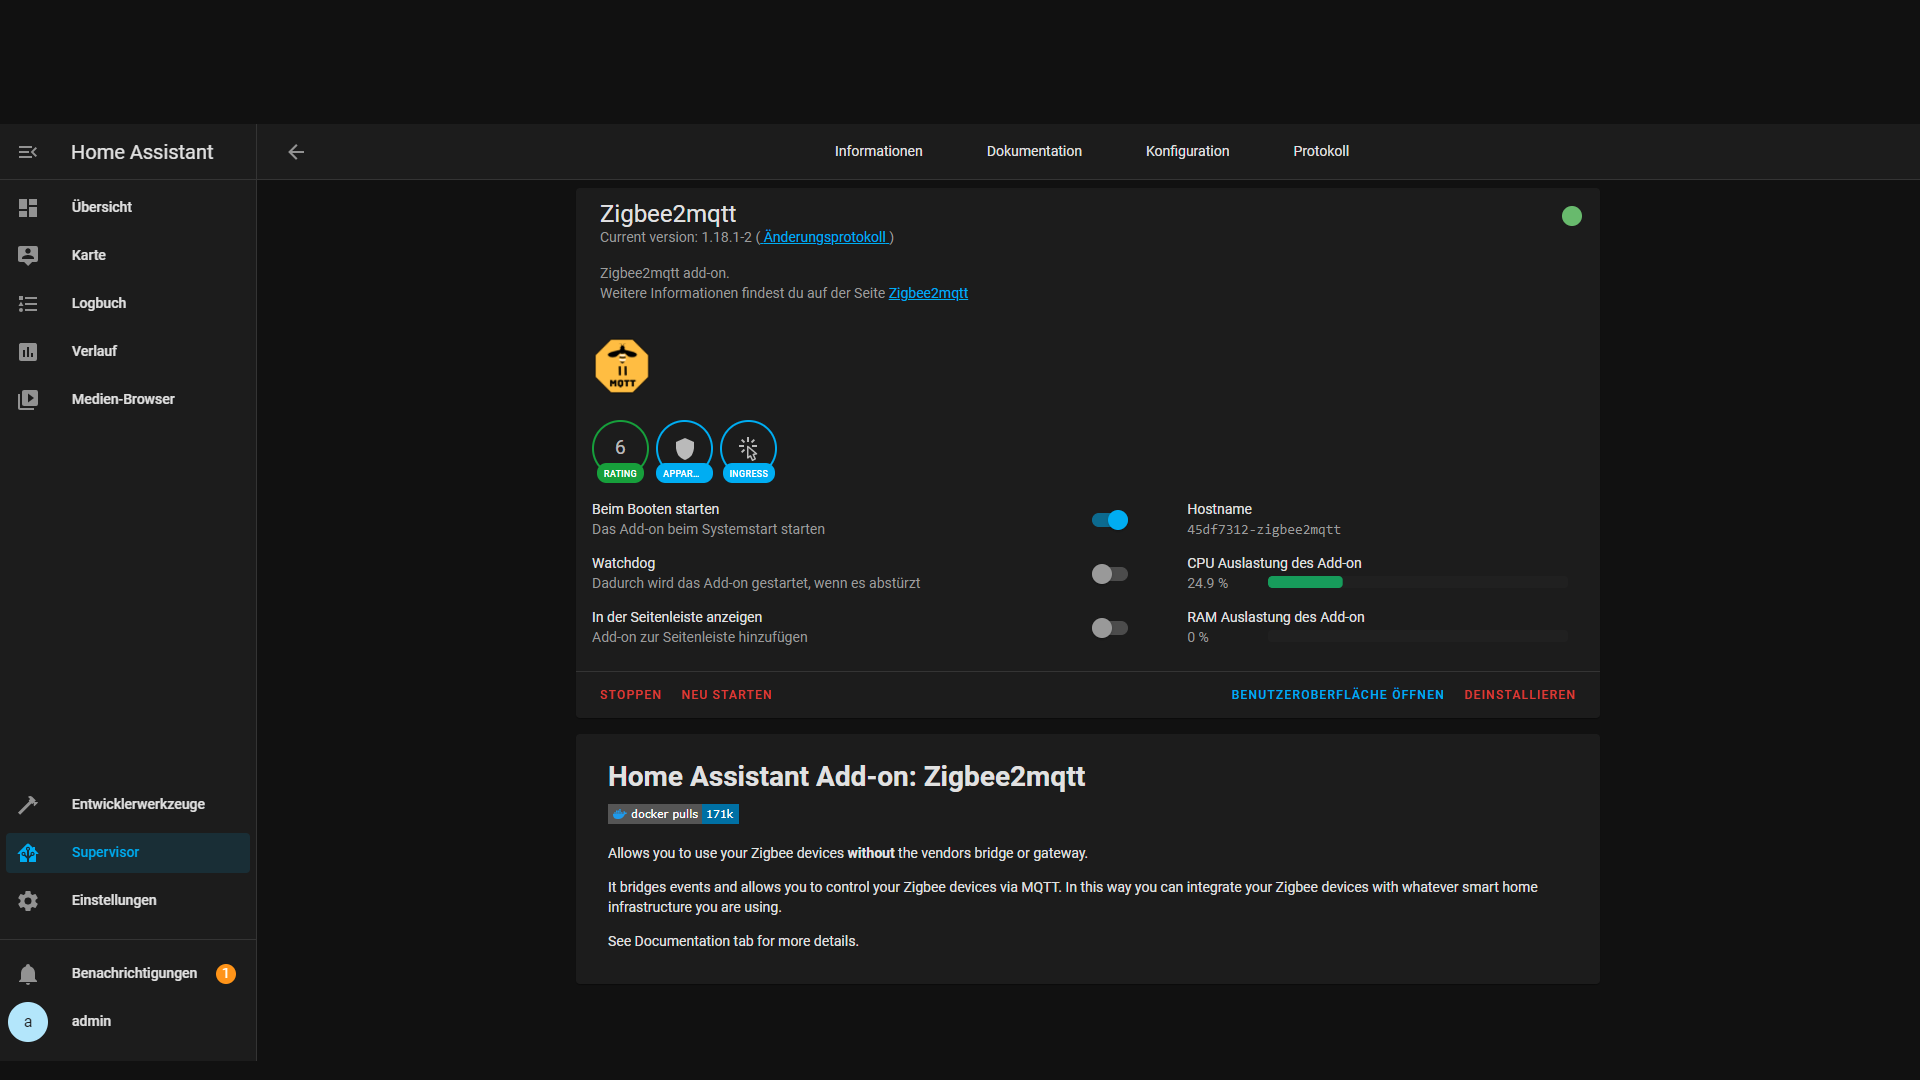 Home Assistant
Informationen
Dokumentation
Konfiguration
Protokoll
Übersicht
Karte
Logbuch
Verlauf
Medien-Browser
Entwicklerwerkzeuge
Supervisor
Einstellungen
Benachrichtigungen 1
a admin
Zigbee2mqtt
Current version: 1.18.1-2 ( Änderungsprotokoll )
Zigbee2mqtt add-on.
Weitere Informationen findest du auf der Seite Zigbee2mqtt
MQTT
6
RATING
APPAR...
INGRESS
Beim Booten starten
Das Add-on beim Systemstart starten
Watchdog
Dadurch wird das Add-on gestartet, wenn es abstürzt
In der Seitenleiste anzeigen
Add-on zur Seitenleiste hinzufügen
Hostname
45df7312-zigbee2mqtt
CPU Auslastung des Add-on
24.9 %
RAM Auslastung des Add-on
0 %
STOPPEN
NEU STARTEN
BENUTZEROBERFLÄCHE ÖFFNEN
DEINSTALLIEREN
Home Assistant Add-on: Zigbee2mqtt
docker pulls 171k
Allows you to use your Zigbee devices without the vendors bridge or gateway.
It bridges events and allows you to control your Zigbee devices via MQTT. In this way you can integrate your Zigbee devices with whatever smart home
infrastructure you are using.
See Documentation tab for more details.